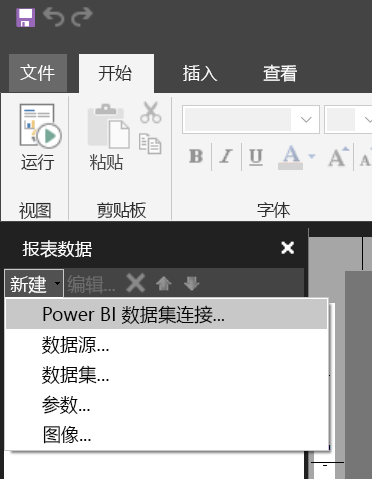 文件 开始 插入 查看
运行 粘贴 B I U A A A
视图 剪贴板 字体
报表数据
新建 编辑...
Power BI 数据集连接...
数据源...
数据集...
参数...
图像...